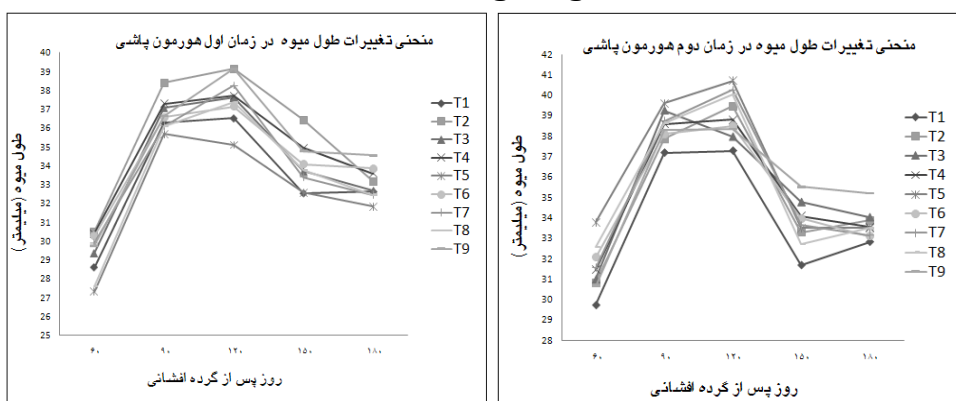 منحنی تغییرات طول میوه در زمان اول هورمون پاشی
40
39
38
37
36
35
34
33
32
31
30
29
28
27
26
25
طول میوه (میلیمتر)
۶۰ ۹۰ ۱۲۰ ۱۵۰ ۱۸۰
روز پس از گرده افشانی
T1
T2
T3
T4
T5
T6
T7
T8
T9
منحنی تغییرات طول میوه در زمان دوم هورمون پاشی
42
41
40
39
38
37
36
35
34
33
32
31
30
29
28
طول میوه (میلیمتر)
۶۰ ۹۰ ۱۲۰ ۱۵۰ ۱۸۰
روز پس از گرده افشانی
T1
T2
T3
T4
T5
T6
T7
T8
T9